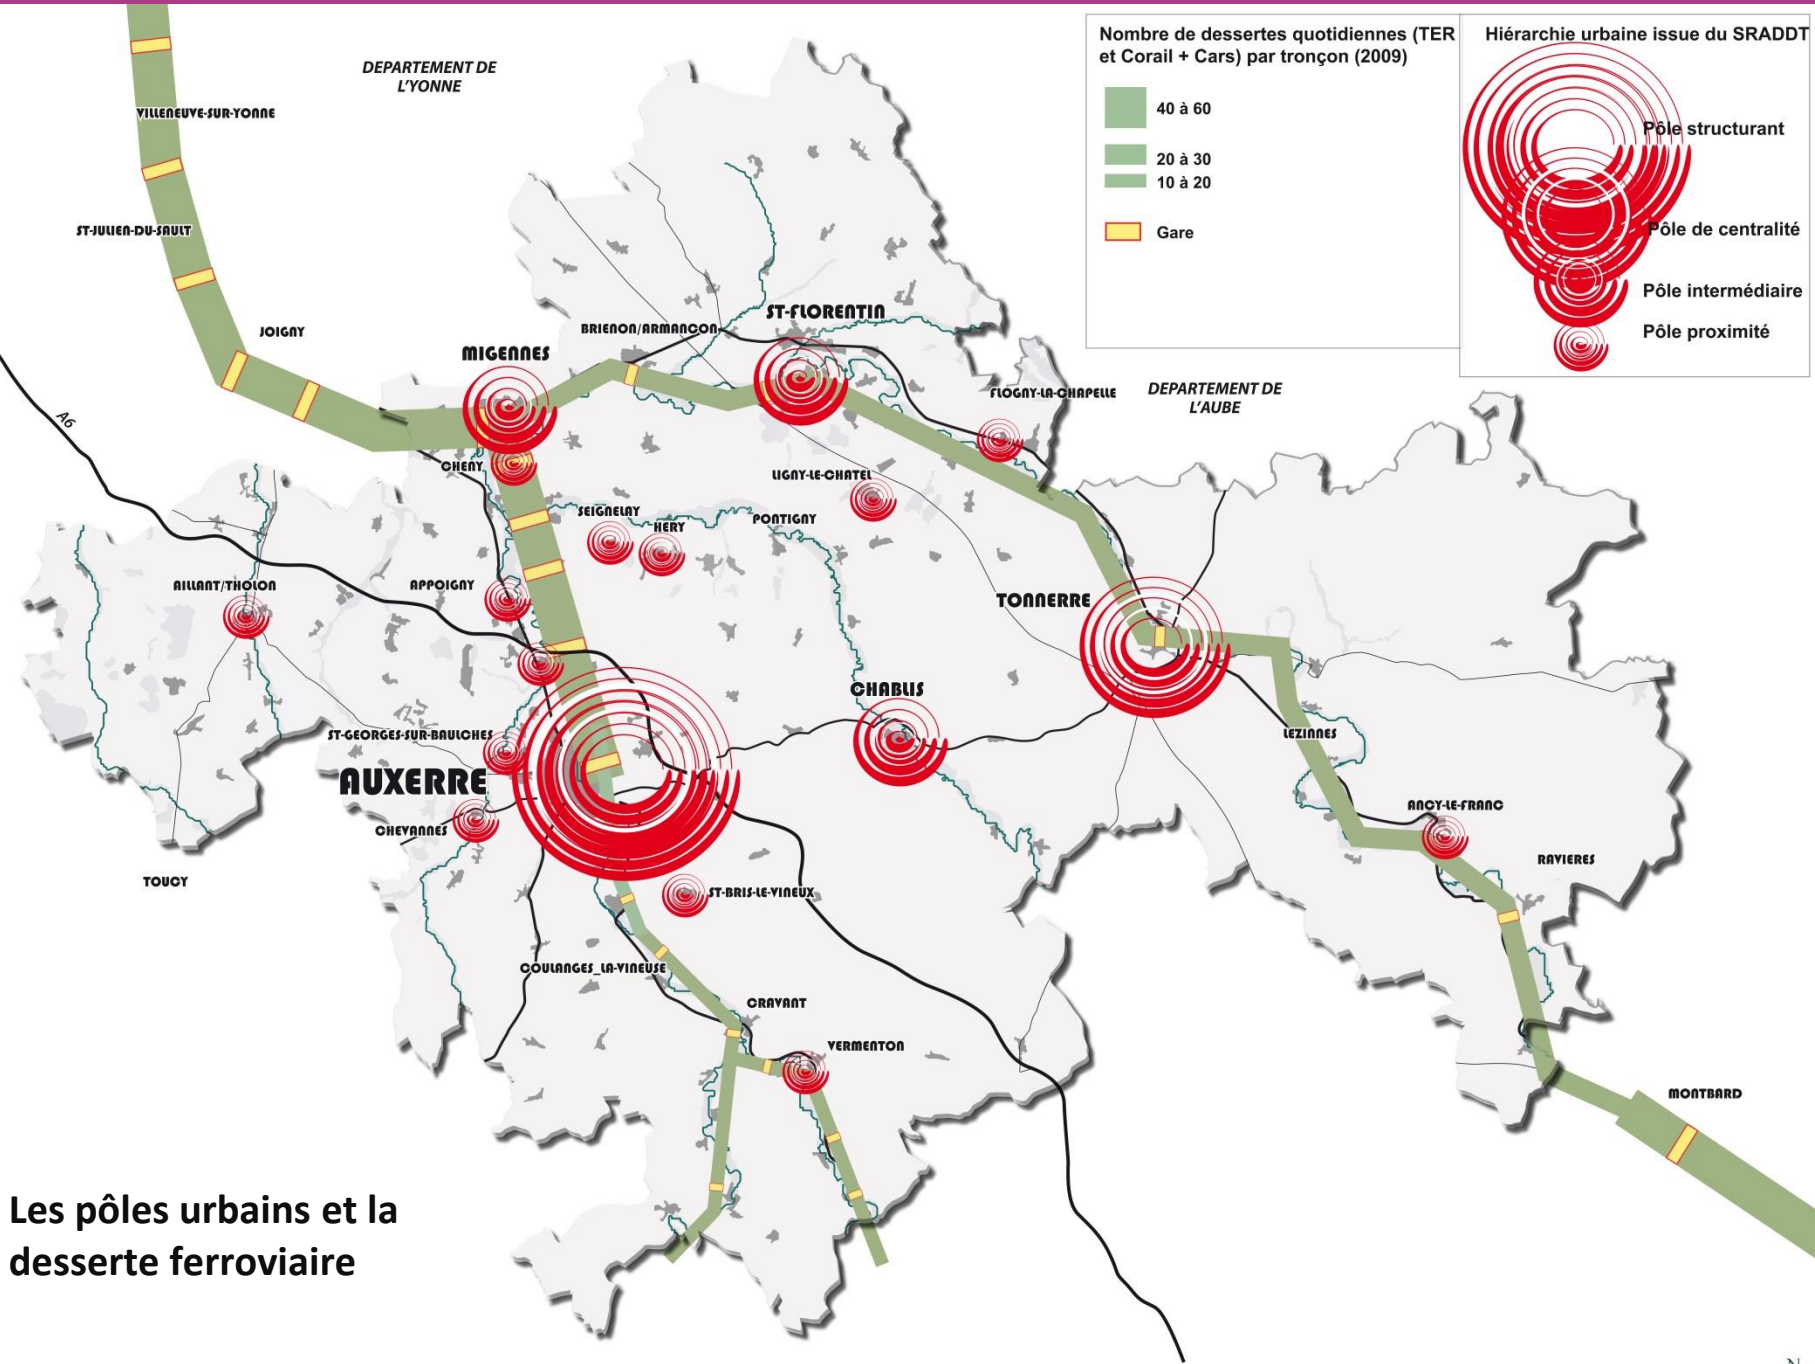 Nombre de dessertes quotidiennes (TER
et Corail + Cars) par tronçon (2009)
40 à 60
20 à 30
10 à 20
Gare
Hiérarchie urbaine issue du SRADDT
Pôle structurant
Pôle de centralité
Pôle intermédiaire
Pôle proximité
DEPARTEMENT DE
L'YONNE
VILLENEUVE-SUR-YONNE
ST-JULIEN-DU-SAULT
JOIGNY
MIGENNES
BRIENON/ARMANCON
ST-FLORENTIN
FLOGNY-LA-CHAPELLE
DEPARTEMENT DE
L'AUBE
A6
CHENY
LIGNY-LE-CHATEL
SEIGNELAY
HERY
PONTIGNY
AILLANT/THOLON
APPOIGNY
TONNERRE
CHABLIS
ST-GEORGES-SUR-BAULCHES
LEZINNES
AUXERRE
ANCY-LE-FRANC
CHEVANNES
RAVIERES
TOUCY
ST-BRIS-LE-VINEUX
COULANGES_LA-VINEUSE
CRAVANT
VERMENTON
MONTBARD
Les pôles urbains et la
desserte ferroviaire